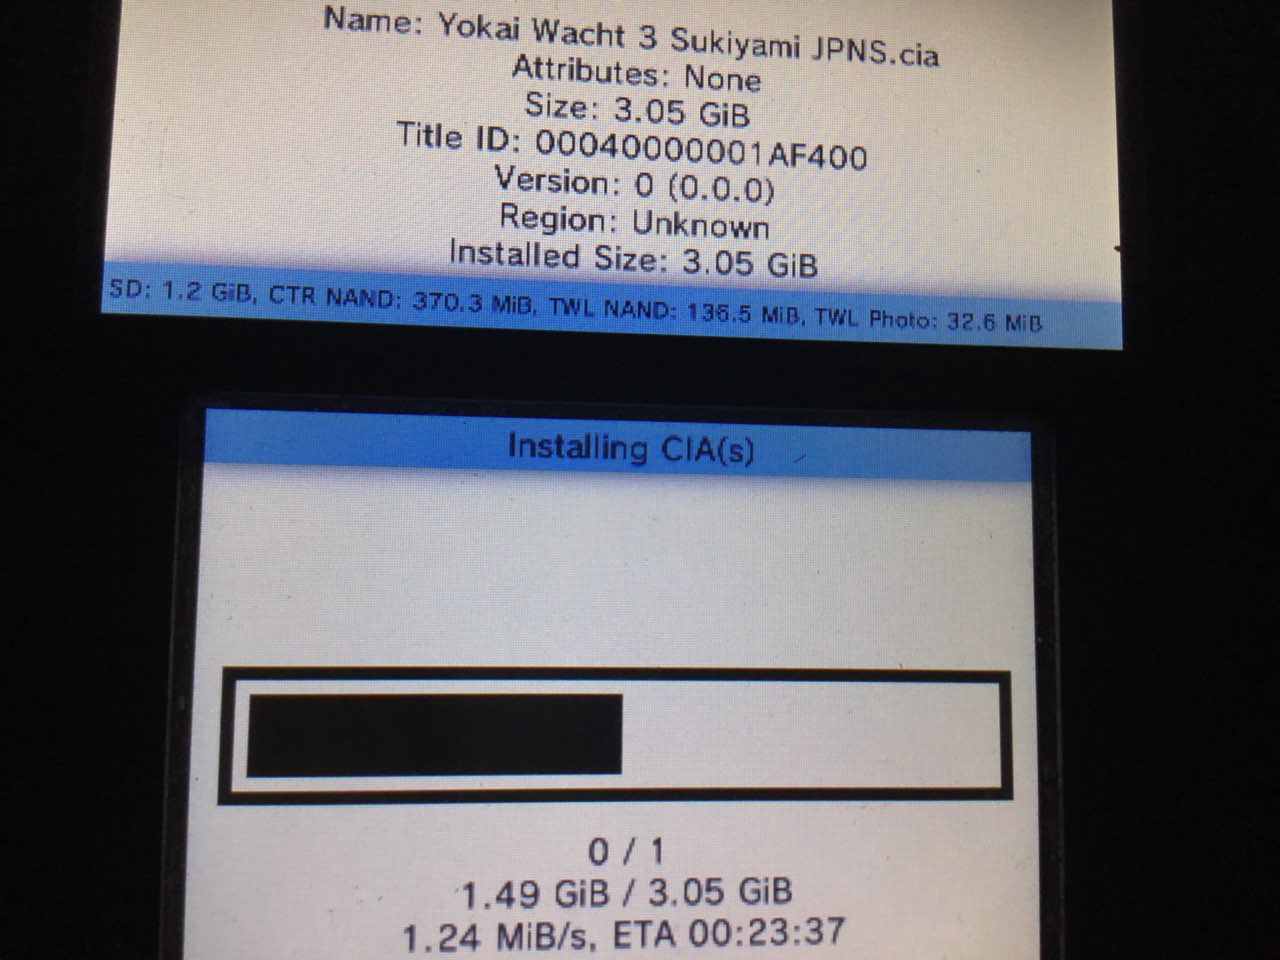 Name: Yokai Wacht 3 Sukiyami JPNS.cia
Attributes: None
Size: 3.05 GiB
Title ID: 00040000001AF400
Version: 0 (0.0.0)
Region: Unknown
Installed Size: 3.05 GiB
SD: 1.2 GiB, CTR NAND: 370.3 MiB, TWL NAND: 136.5 MiB, TWL Photo: 32.6 MiB
Installing CIA(s)
0 / 1
1.49 GiB / 3.05 GiB
1.24 MiB/s, ETA 00:23:37